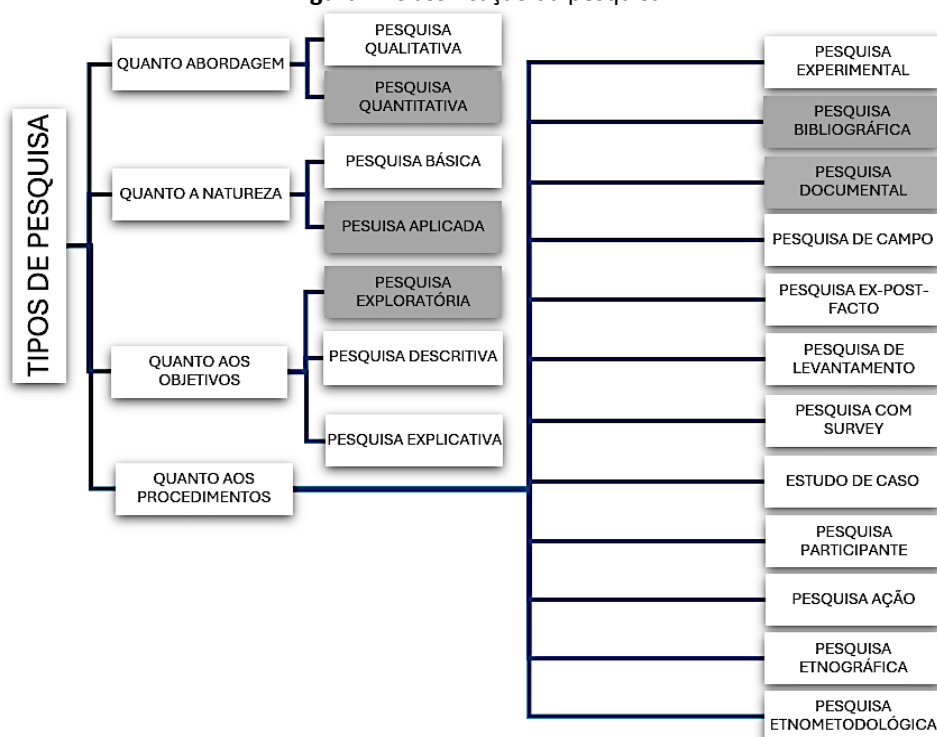 da pesquisa
TIPOS DE PESQUISA
QUANTO ABORDAGEM
PESQUISA
QUALITATIVA
PESQUISA
QUANTITATIVA
QUANTO A NATUREZA
PESQUISA BÁSICA
PESUISA APLICADA
QUANTO AOS
OBJETIVOS
PESQUISA
EXPLORATÓRIA
PESQUISA DESCRITIVA
PESQUISA EXPLICATIVA
QUANTO AOS
PROCEDIMENTOS
PESQUISA
EXPERIMENTAL
PESQUISA
BIBLIOGRÁFICA
PESQUISA
DOCUMENTAL
PESQUISA DE CAMPO
PESQUISA EX-POST-
FACTO
PESQUISA DE
LEVANTAMENTO
PESQUISA COM
SURVEY
ESTUDO DE CASO
PESQUISA
PARTICIPANTE
PESQUISA AÇÃO
PESQUISA
ETNOGRÁFICA
PESQUISA
ETNOMETODOLÓGICA